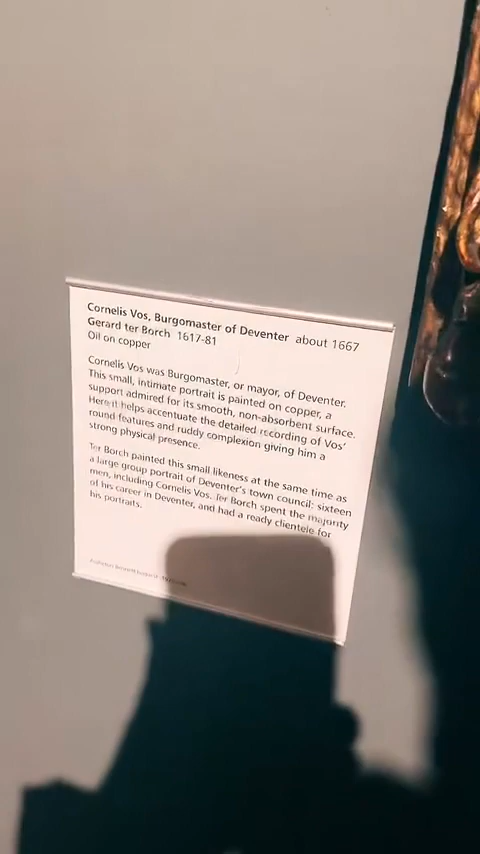 Cornelis Vos, Burgomaster of Deventer about 1667
Gerard ter Borch 1617-81
Oil on copper
Cornelis Vos was Burgomaster, or mayor, of Deventer.
This small, intimate portrait is painted on copper, a
support admired for its smooth, non-absorbent surface.
Here it helps accentuate the detailed recording of Vos'
round features and ruddy complexion giving him a
strong physical presence.
Ter Borch painted this small likeness at the same time as
a large group portrait of Deventer's town council: sixteen
men, including Cornelis Vos. Ter Borch spent the majority
of his career in Deventer, and had a ready clientele for
his portraits.